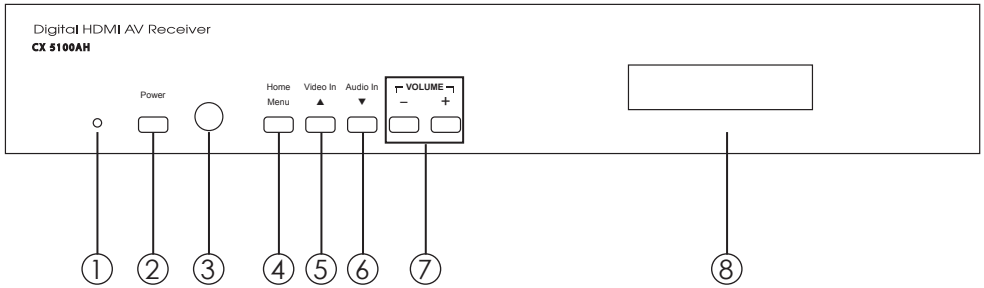 Digital HDMI AV Receiver
CX 5100AH
Power
Home Menu
Video In ▲
Audio In ▼
VOLUME
− +
① ② ③ ④ ⑤ ⑥ ⑦ ⑧